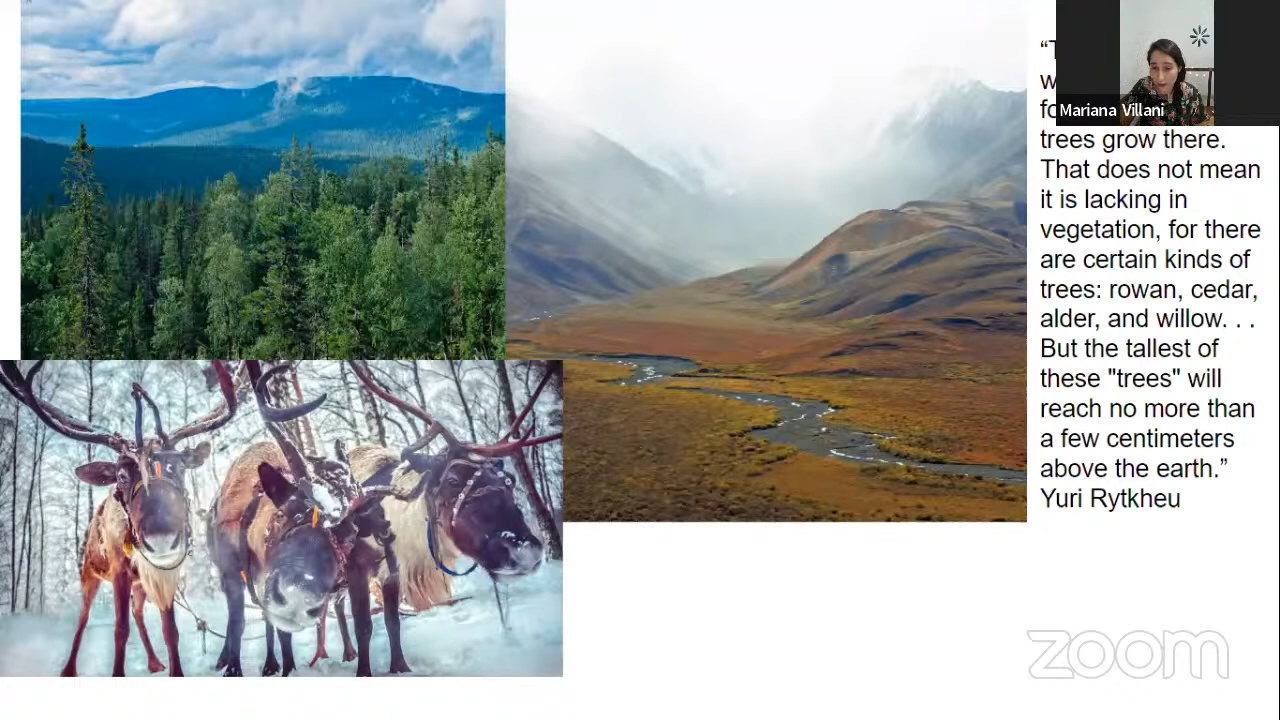 “T
w
fo
trees grow there.
That does not mean
it is lacking in
vegetation, for there
are certain kinds of
trees: rowan, cedar,
alder, and willow. . .
But the tallest of
these "trees" will
reach no more than
a few centimeters
above the earth.”
Yuri Rytkheu
Mariana Villani
zoom